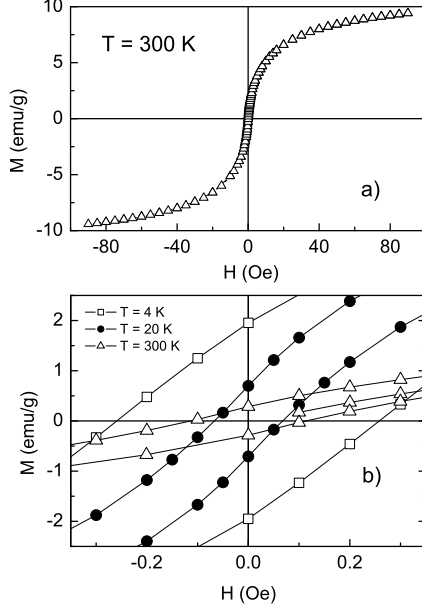 10
5
0
-5
-10
M (emu/g)
T = 300 K
a)
-80 -40 0 40 80
H (Oe)
2
1
0
-1
-2
M (emu/g)
T = 4 K
T = 20 K
T = 300 K
b)
-0.2 0.0 0.2
H (Oe)